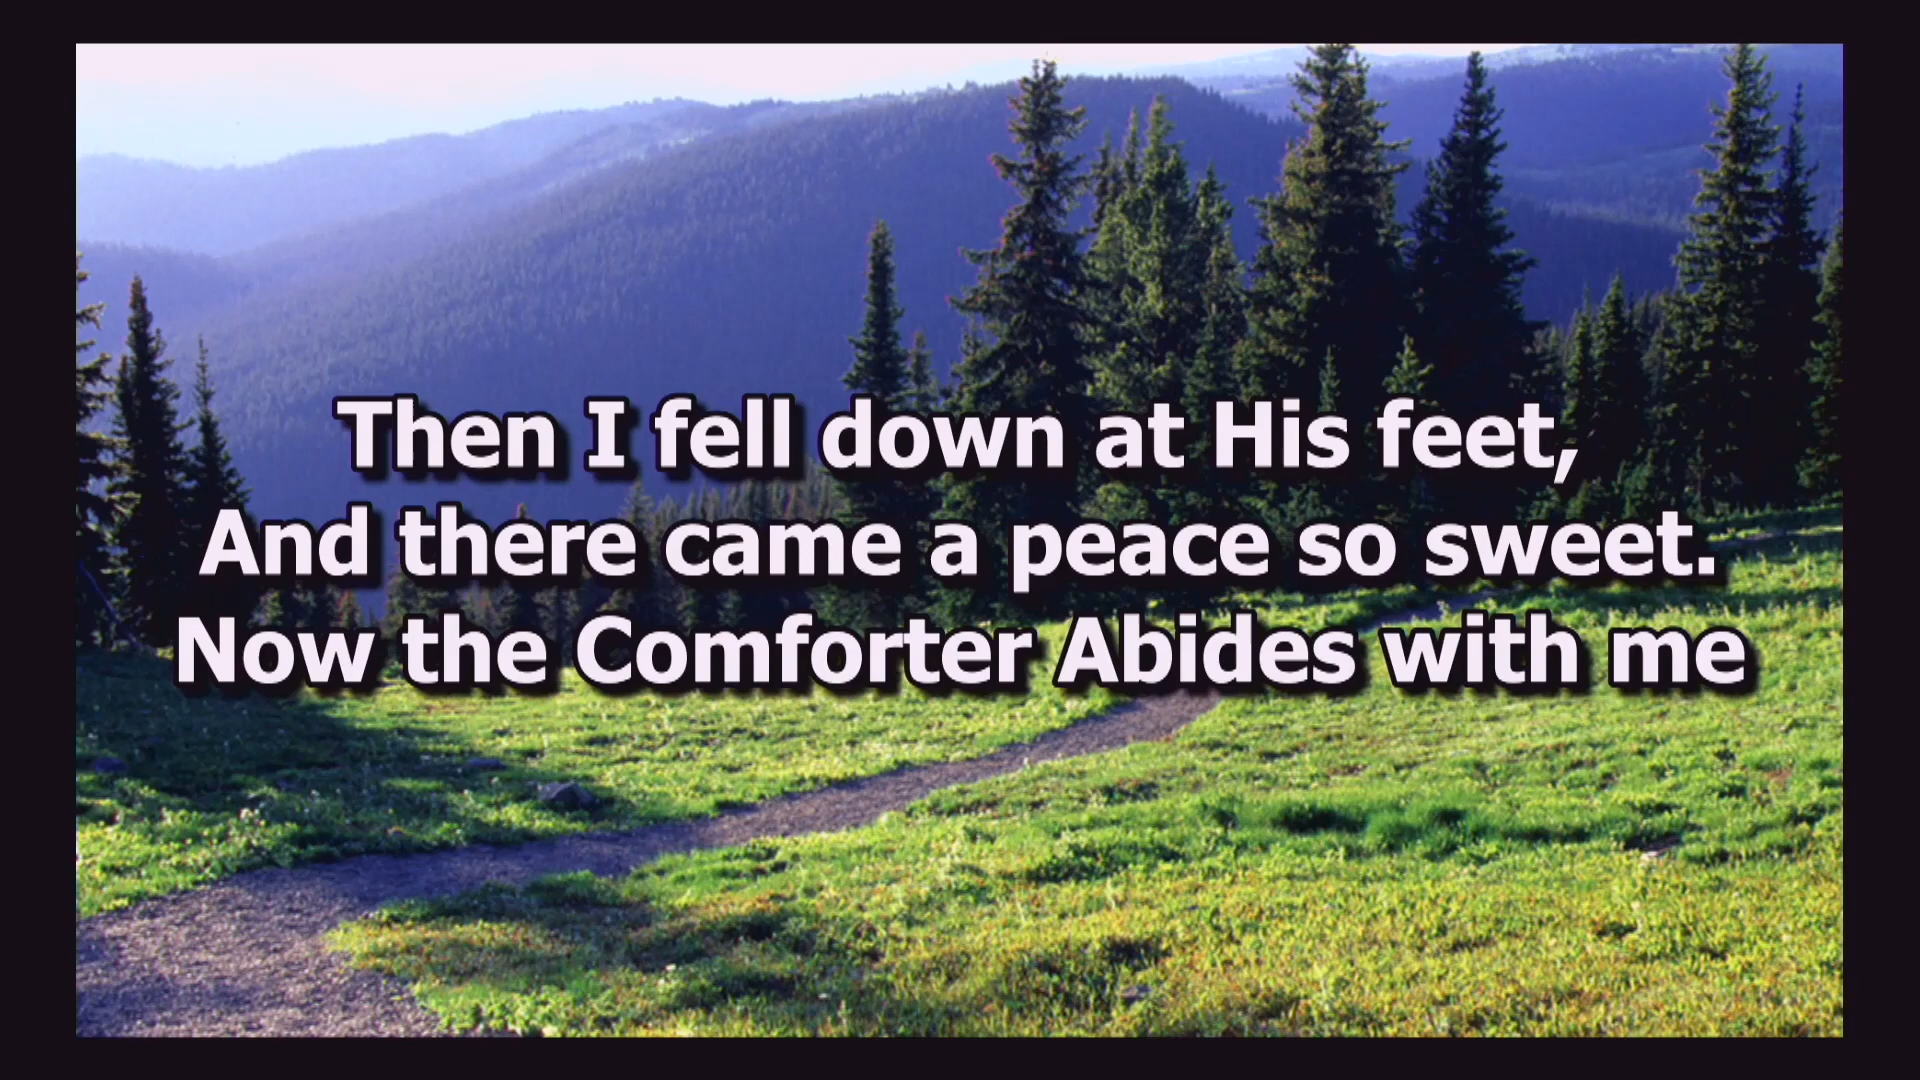 Then I fell down at His feet,
And there came a peace so sweet.
Now the Comforter Abides with me